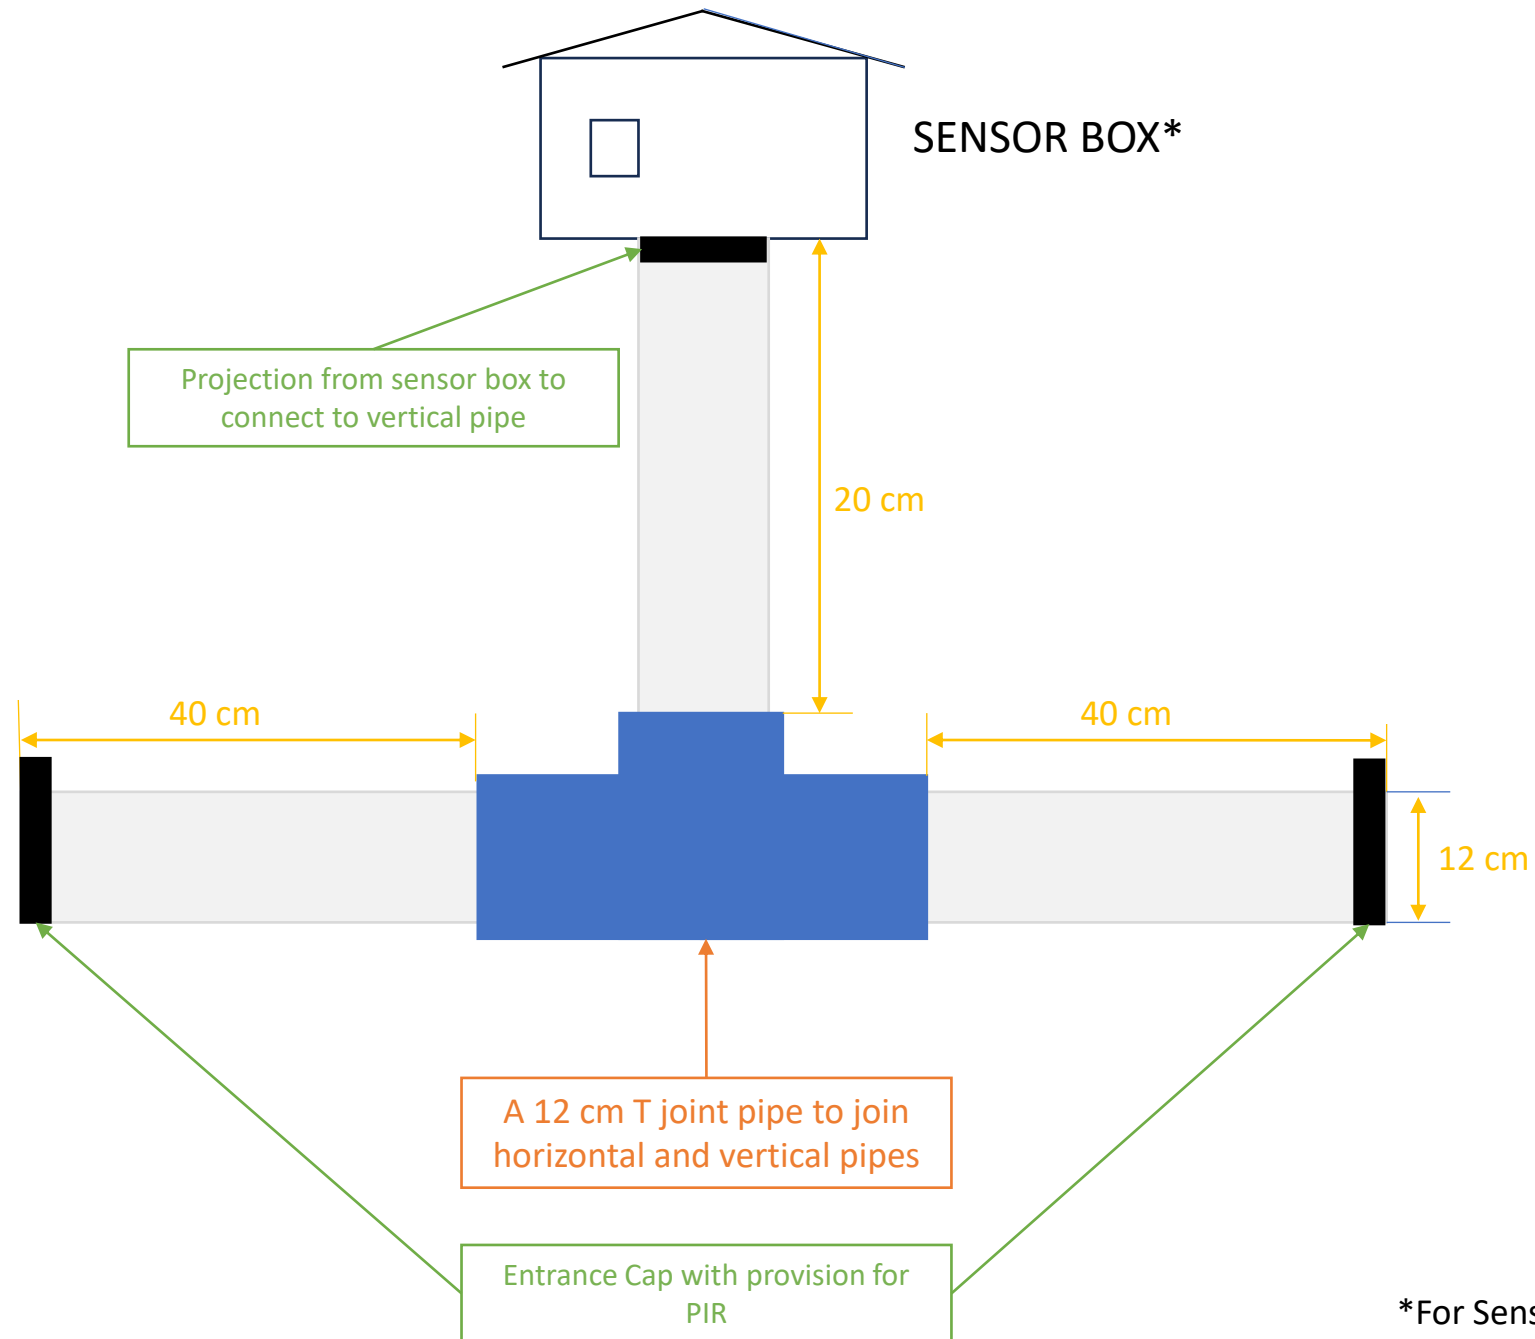 SENSOR BOX*
Projection from sensor box to
connect to vertical pipe
20 cm
40 cm
40 cm
12 cm
A 12 cm T joint pipe to join
horizontal and vertical pipes
Entrance Cap with provision for
PIR
*For Sens